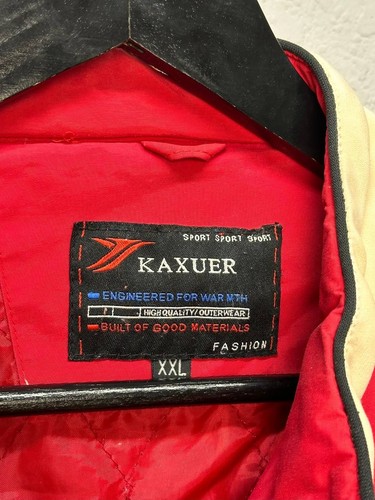 SPORT SPORT SPORT
KAXUER
ENGINEERED FOR WAR MTH
HIGH QUALITY/OUTERWEAR
BUILT OF GOOD MATERIALS
FASHION
XXL